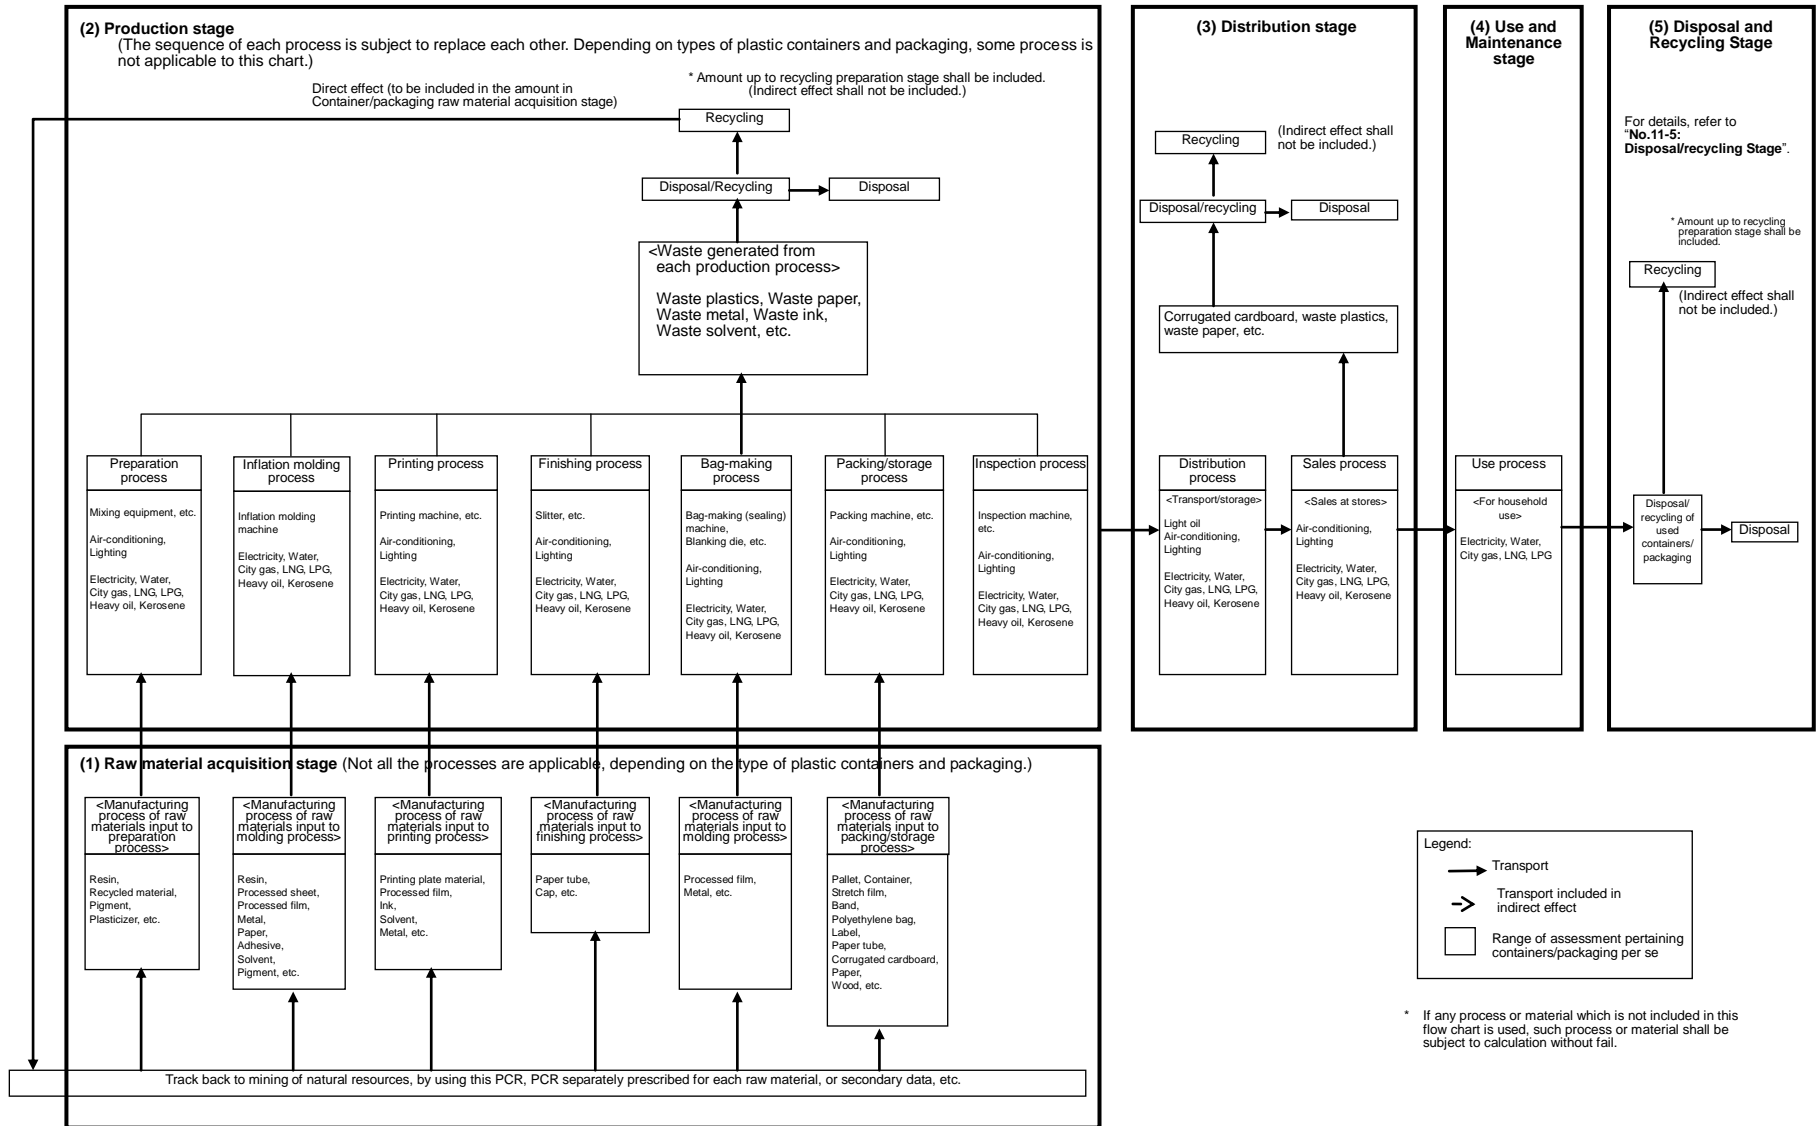 (2) Production stage
(The sequence of each process is subject to replace each other. Depending on types of plastic containers and packaging, some process is
not applicable to this chart.)
Direct effect (to be included in the amount in
Container/packaging raw material acquisition stage)
* Amount up to recycling preparation stage shall be included.
(Indirect effect shall not be included.)
Recycling
Disposal/Recycling
Disposal
<Waste generated from
each production process>
Waste plastics, Waste paper,
Waste metal, Waste ink,
Waste solvent, etc.
Preparation
process
Mixing equipment, etc.
Air-conditioning,
Lighting
Electricity, Water,
City gas, LNG, LPG,
Heavy oil, Kerosene
Inflation molding
process
Inflation molding
machine
Electricity, Water,
City gas, LNG, LPG,
Heavy oil, Kerosene
Printing process
Printing machine, etc.
Air-conditioning,
Lighting
Electricity, Water,
City gas, LNG, LPG,
Heavy oil, Kerosene
Finishing process
Slitter, etc.
Air-conditioning,
Lighting
Electricity, Water,
City gas, LNG, LPG,
Heavy oil, Kerosene
Bag-making
process
Bag-making (sealing)
machine,
Blanking die, etc.
Air-conditioning,
Lighting
Electricity, Water,
City gas, LNG, LPG,
Heavy oil, Kerosene
Packing/storage
process
Packing machine, etc.
Air-conditioning,
Lighting
Electricity, Water,
City gas, LNG, LPG,
Heavy oil, Kerosene
Inspection process
Inspection machine,
etc.
Air-conditioning,
Lighting
Electricity, Water,
City gas, LNG, LPG,
Heavy oil, Kerosene
(3) Distribution stage
Recycling
(Indirect effect shall
not be included.)
Disposal/recycling
Disposal
Corrugated cardboard, waste plastics,
waste paper, etc.
Distribution
process
<Transport/storage>
Light oil
Air-conditioning,
Lighting
Electricity, Water,
City gas, LNG, LPG,
Heavy oil, Kerosene
Sales process
<Sales at stores>
Air-conditioning,
Lighting
Electricity, Water,
City gas, LNG, LPG,
Heavy oil, Kerosene
(4) Use and
Maintenance
stage
Use process
<For household
use>
Electricity, Water,
City gas, LNG, LPG
(5) Disposal and
Recycling Stage
For details, refer to
“No.11-5:
Disposal/recycling Stage”.
* Amount up to recycling
preparation stage shall be
included.
Recycling
(Indirect effect shall
not be included.)
Disposal/
recycling of
used
containers/
packaging
Disposal
(1) Raw material acquisition stage (Not all the processes are applicable, depending on the type of plastic containers and packaging.)
<Manufacturing
process of raw
materials input to
preparation
process>
Resin,
Recycled material,
Pigment,
Plasticizer, etc.
<Manufacturing
process of raw
materials input to
molding process>
Resin,
Processed sheet,
Processed film,
Metal,
Paper,
Adhesive,
Solvent,
Pigment, etc.
<Manufacturing
process of raw
materials input to
printing process>
Printing plate material,
Processed film,
Ink,
Solvent,
Metal, etc.
<Manufacturing
process of raw
materials input to
finishing process>
Paper tube,
Cap, etc.
<Manufacturing
process of raw
materials input to
molding process>
Processed film,
Metal, etc.
<Manufacturing
process of raw
materials input to
packing/storage
process>
Pallet, Container,
Stretch film,
Band,
Polyethylene bag,
Label,
Paper tube,
Corrugated cardboard,
Paper,
Wood, etc.
Track back to mining of natural resources, by using this PCR, PCR separately prescribed for each raw material, or secondary data, etc.
Legend:
Transport
Transport included in
indirect effect
Range of assessment pertaining
containers/packaging per se
* If any process or material which is not included in this
flow chart is used, such process or material shall be
subject to calculation without fail.